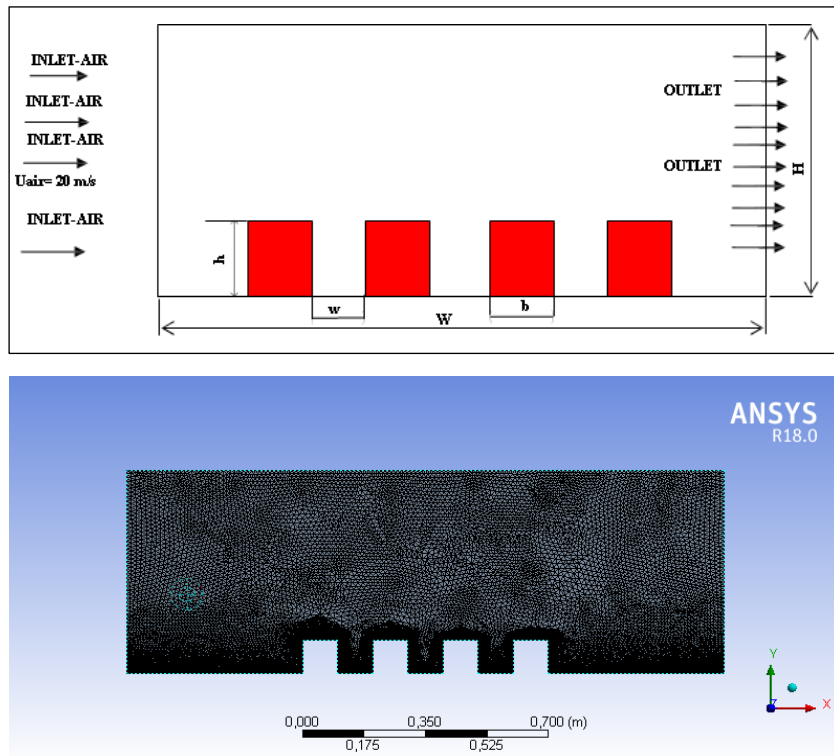 INLET-AIR
INLET-AIR
INLET-AIR
Uair= 20 m/s
INLET-AIR
OUTLET
OUTLET
H
h
w
b
W
ANSYS
R18.0
Y
Z
X
0,000
0,350
0,700 (m)
0,175
0,525